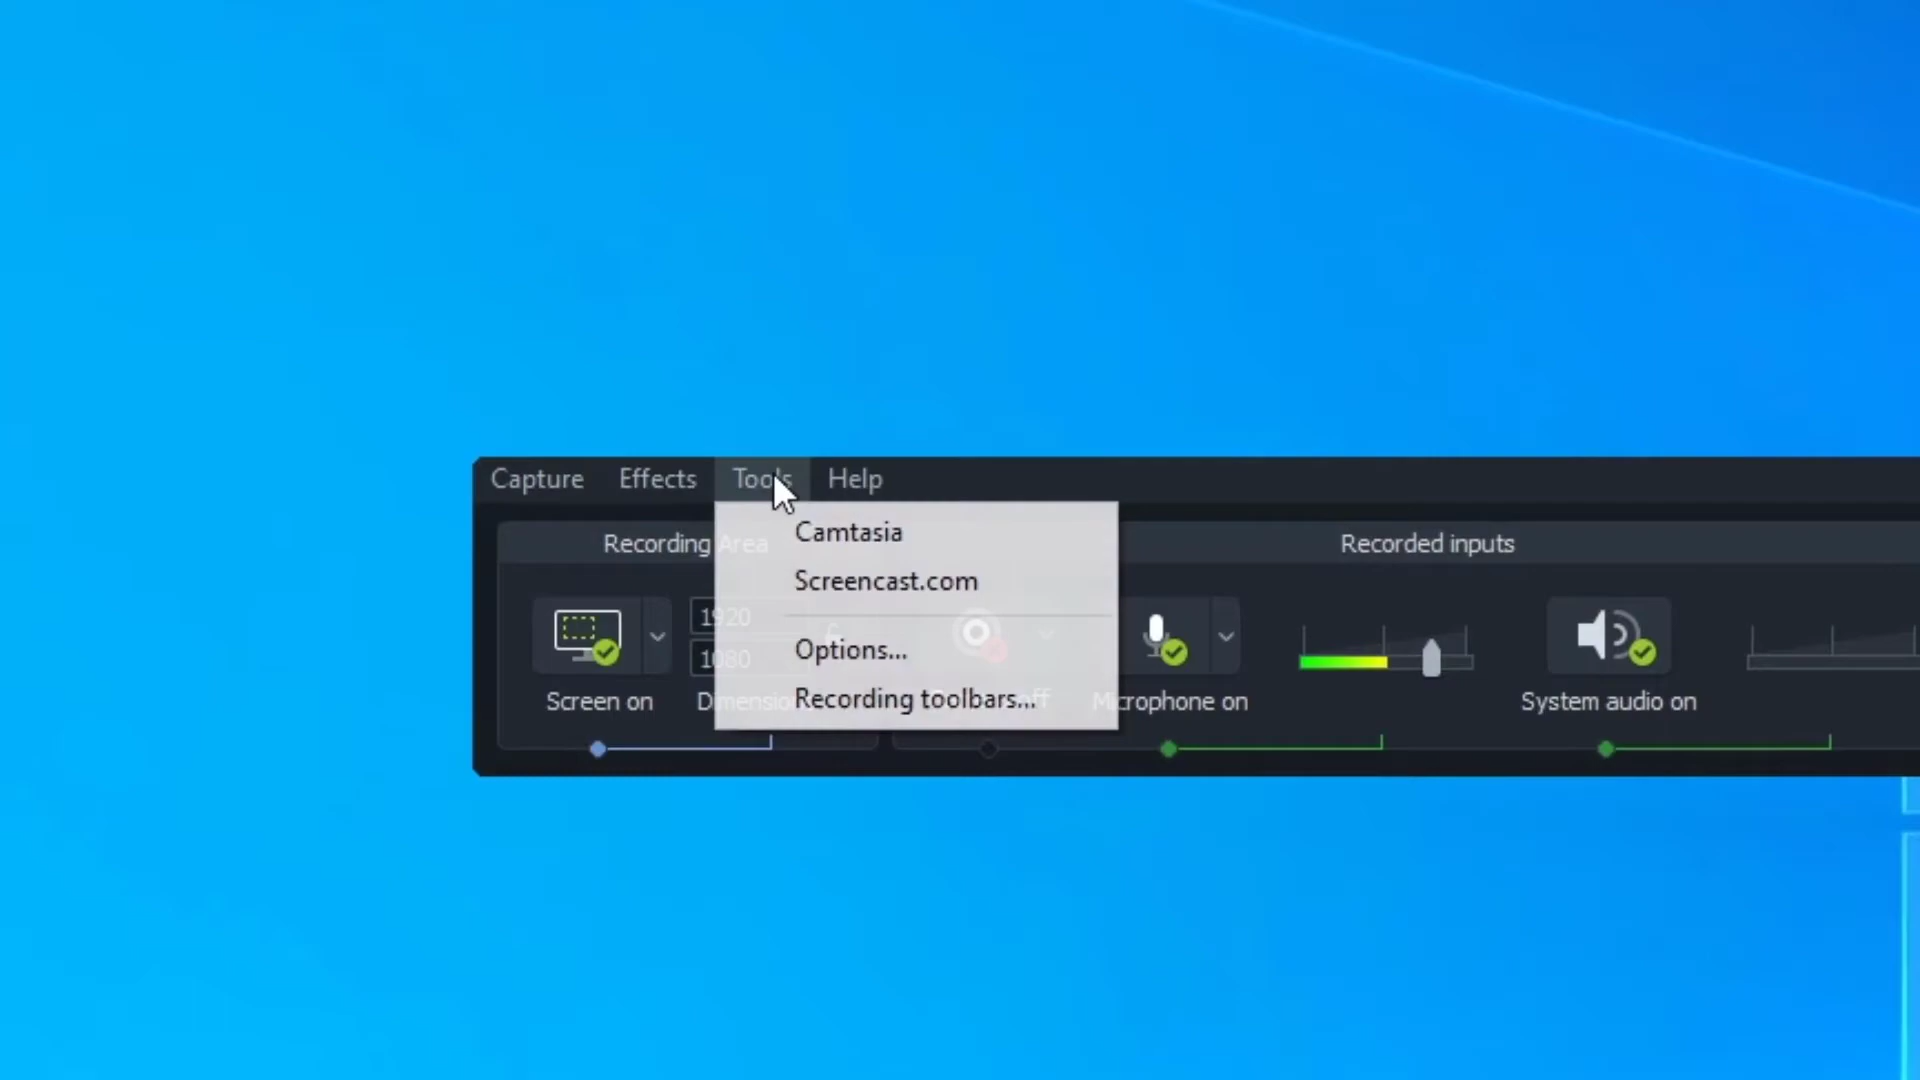 Capture Effects Tools Help
Camtasia
Screencast.com
Options...
Recording toolbars...
Recording Area
Recorded inputs
1920
1080
Screen on
Dimensio
off
Microphone on
System audio on